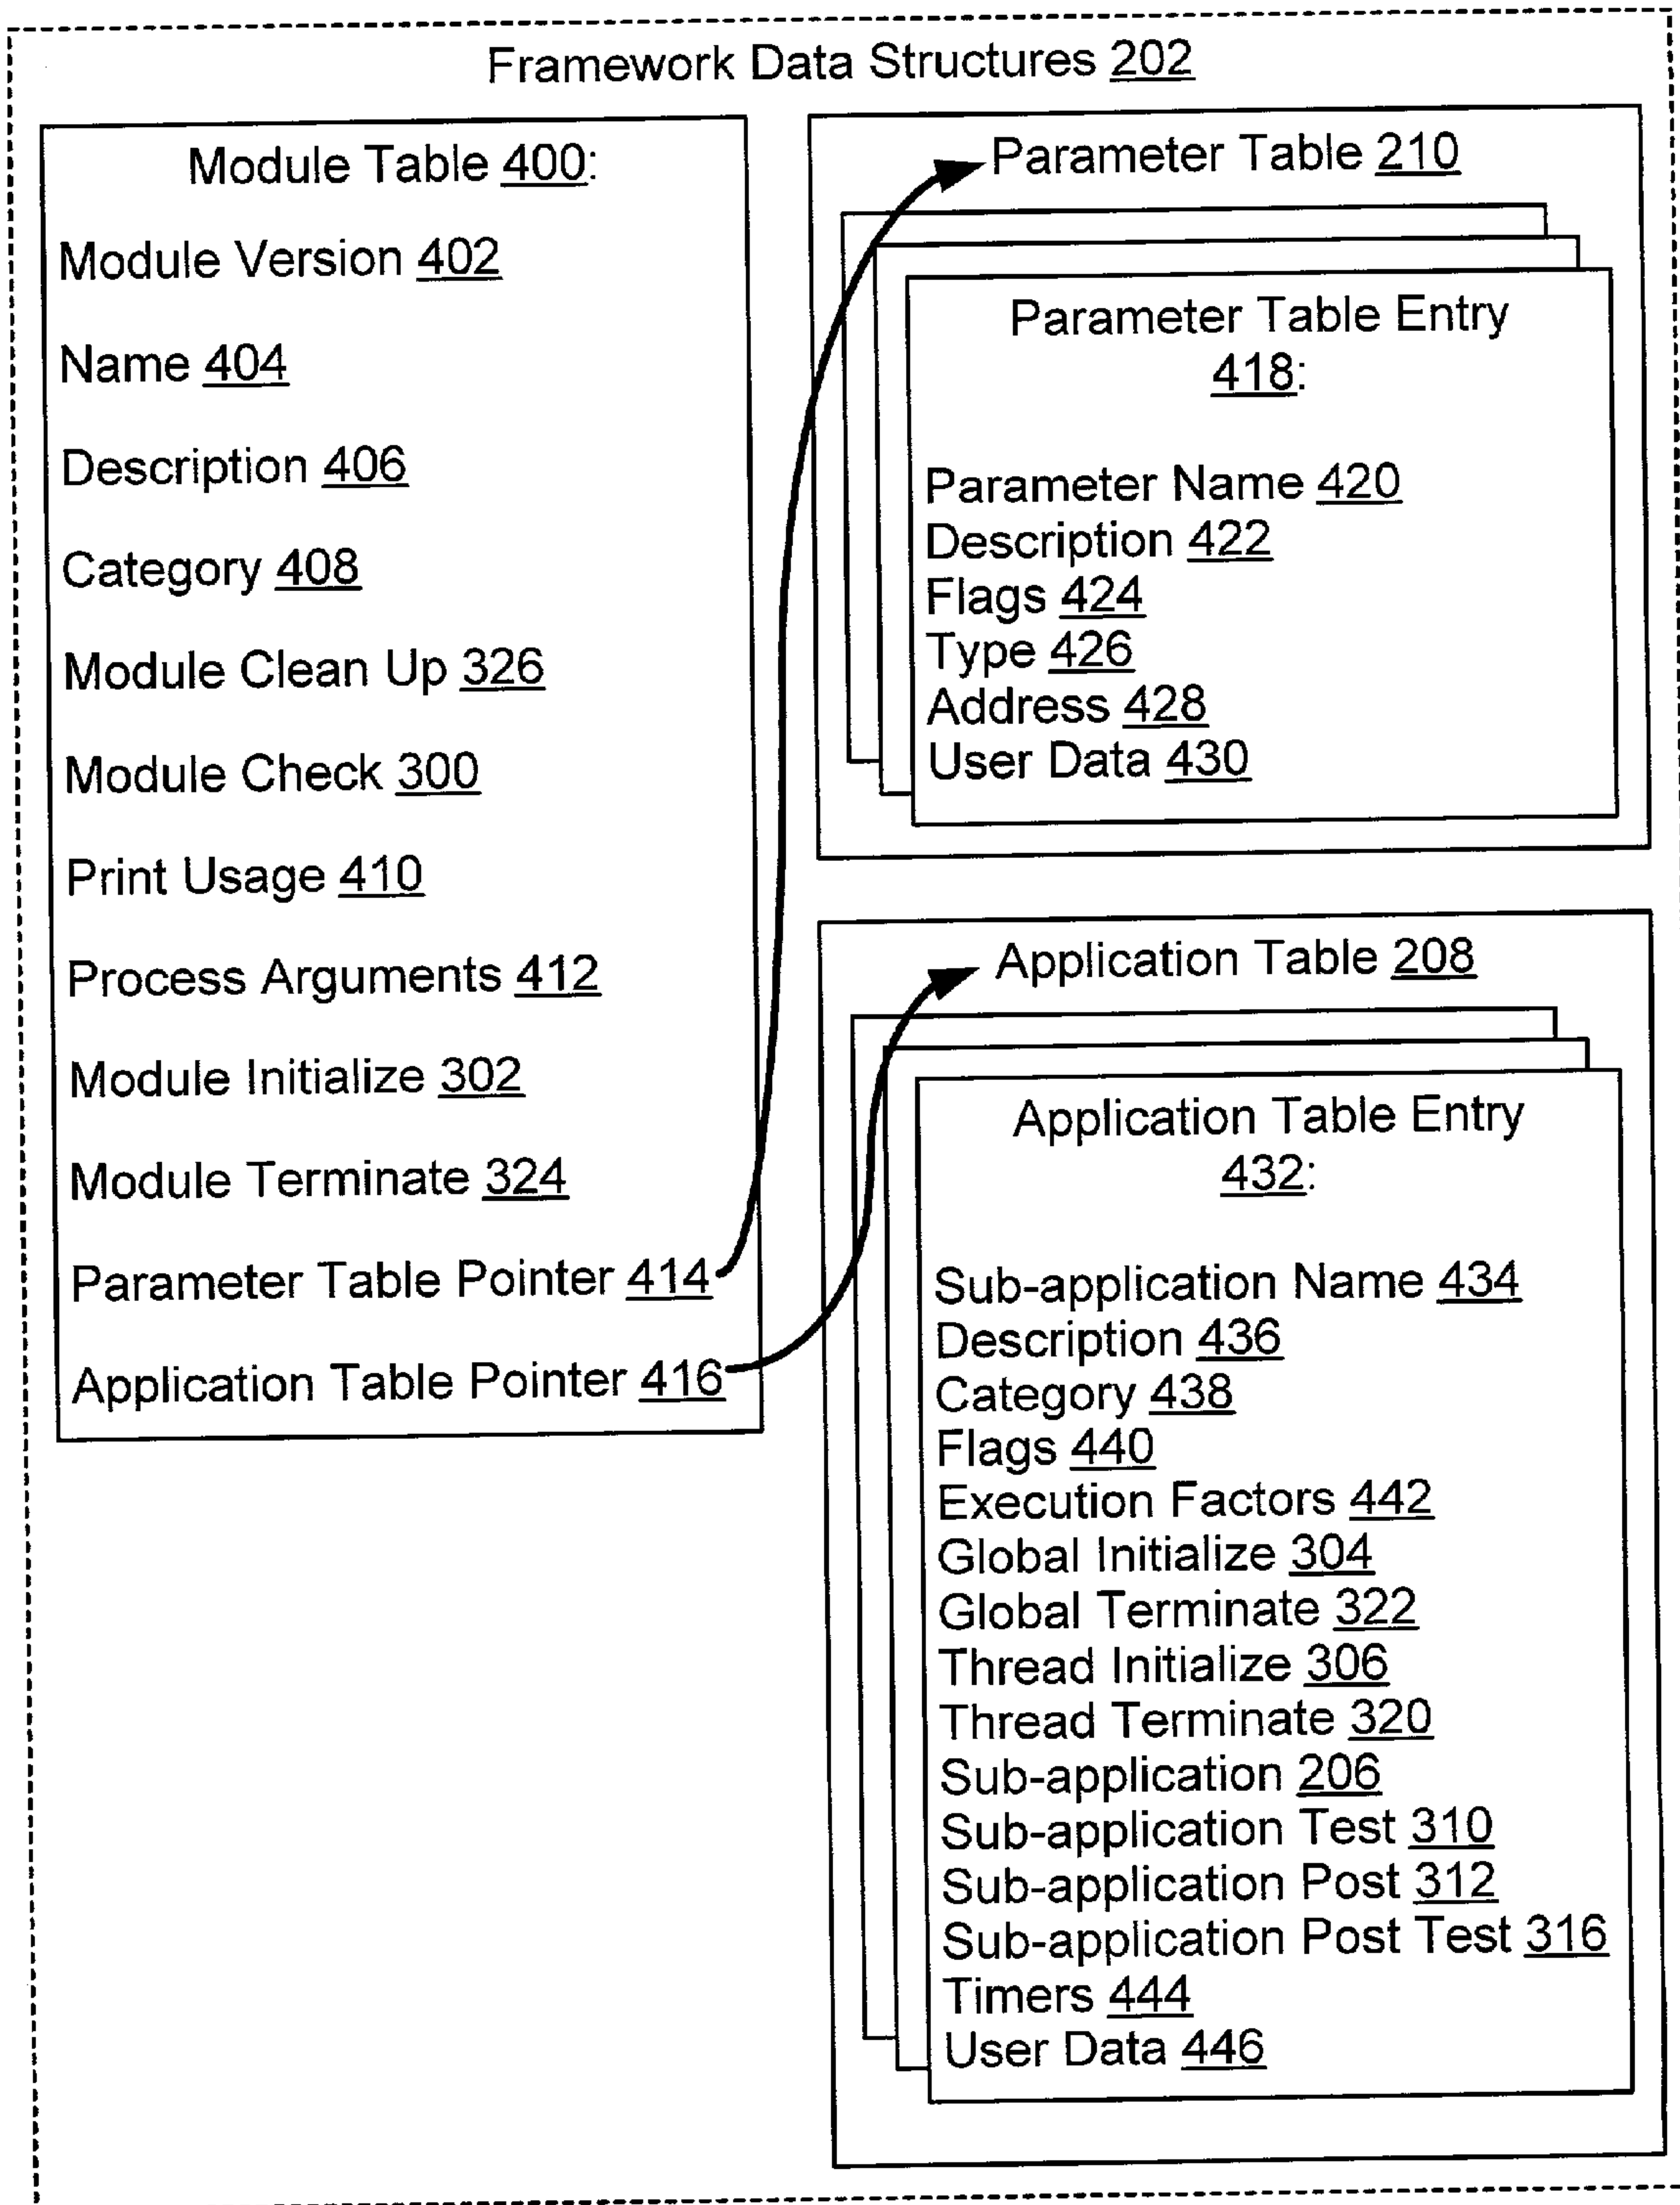 Framework Data Structures 202
Module Table 400:
Module Version 402
Name 404
Description 406
Category 408
Module Clean Up 326
Module Check 300
Print Usage 410
Process Arguments 412
Module Initialize 302
Module Terminate 324
Parameter Table Pointer 414
Application Table Pointer 416
Parameter Table 210
Parameter Table Entry
418:
Parameter Name 420
Description 422
Flags 424
Type 426
Address 428
User Data 430
Application Table 208
Application Table Entry
432:
Sub-application Name 434
Description 436
Category 438
Flags 440
Execution Factors 442
Global Initialize 304
Global Terminate 322
Thread Initialize 306
Thread Terminate 320
Sub-application 206
Sub-application Test 310
Sub-application Post 312
Sub-application Post Test 316
Timers 444
User Data 446